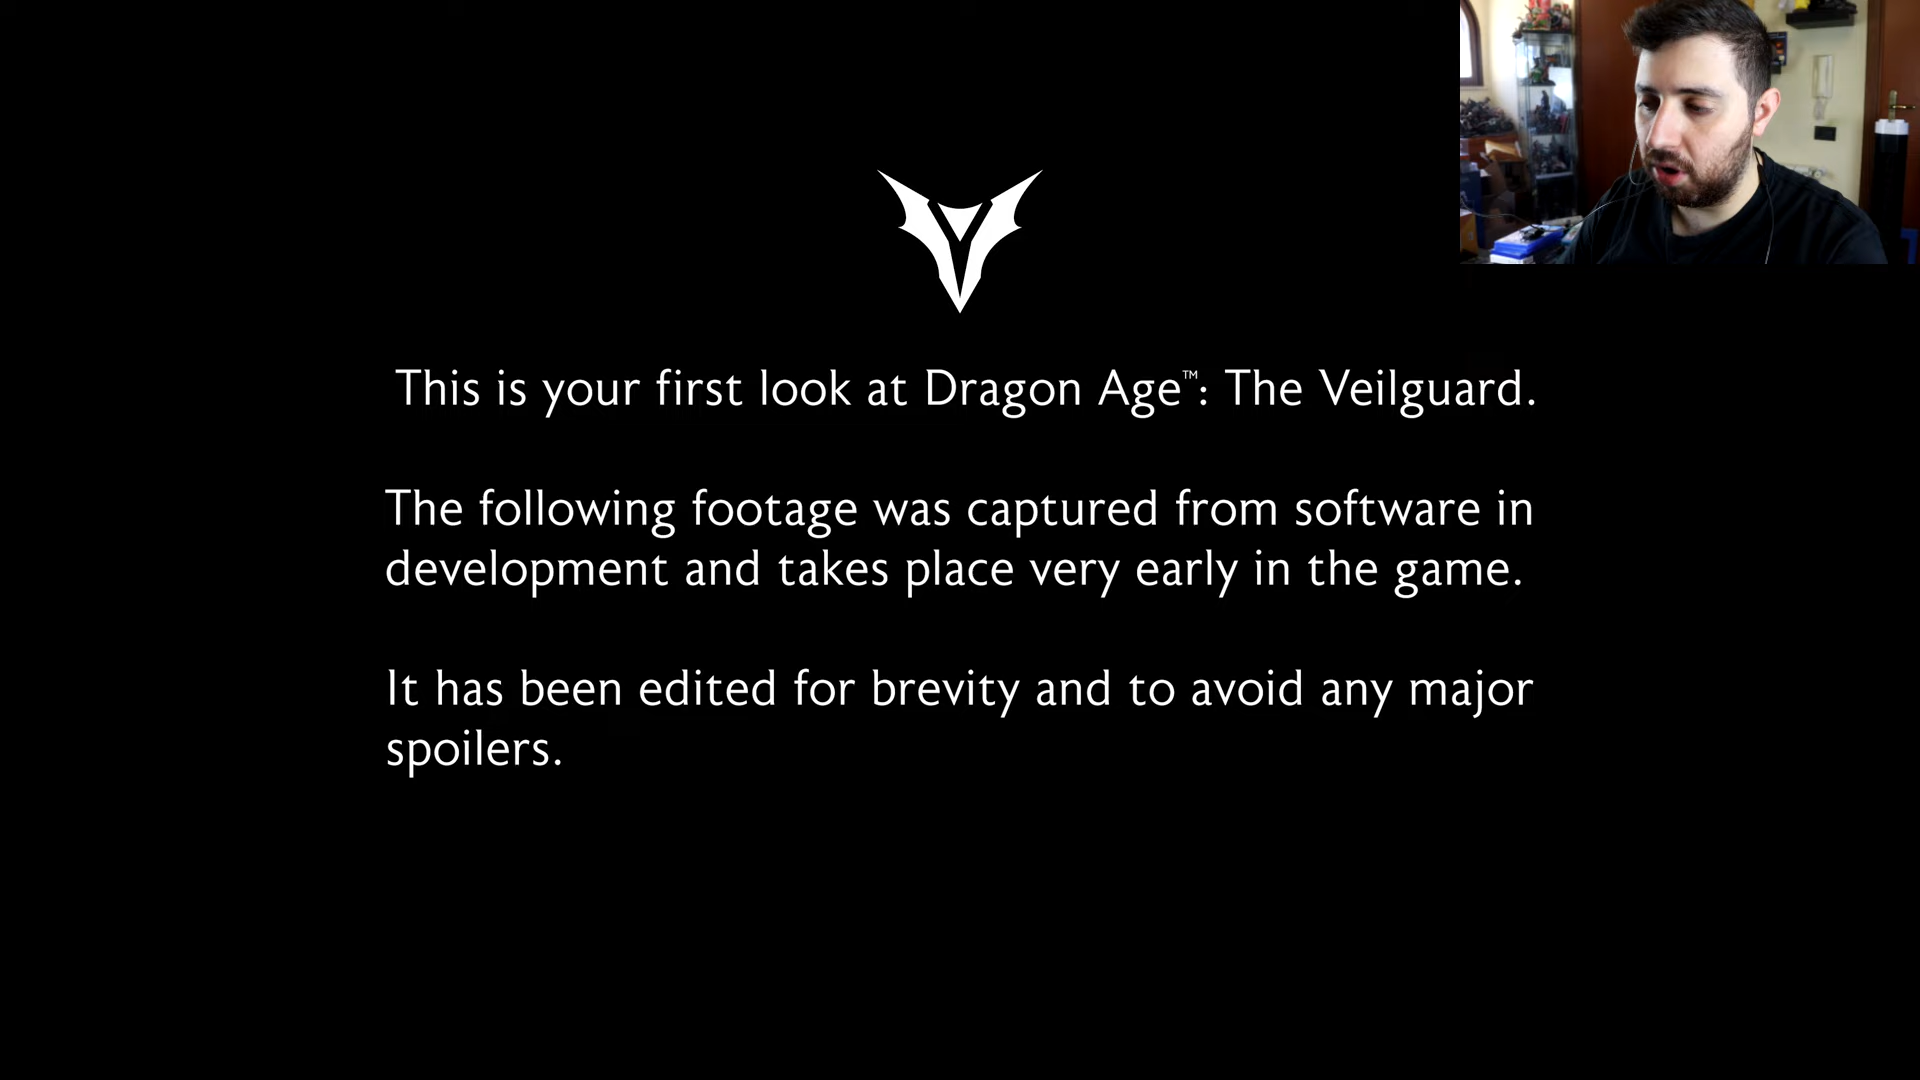 This is your first look at Dragon Age™: The Veilguard.
The following footage was captured from software in
development and takes place very early in the game.
It has been edited for brevity and to avoid any major
spoilers.